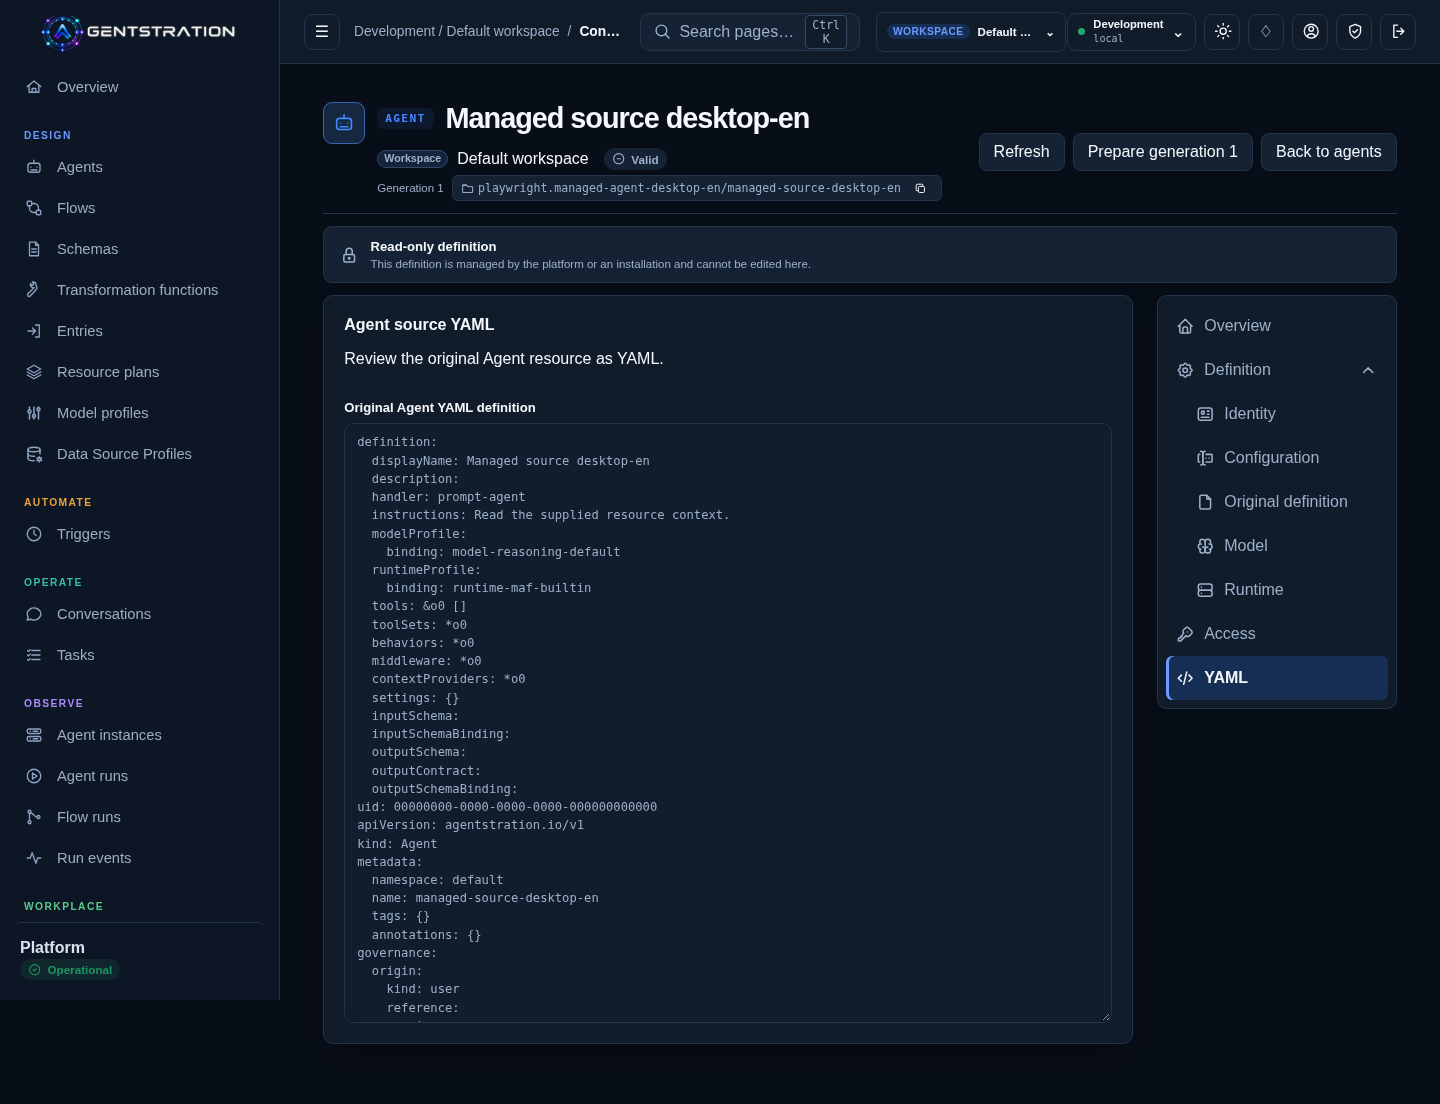 GENTSTRATION
Overview
DESIGN
Agents
Flows
Schemas
Transformation functions
Entries
Resource plans
Model profiles
Data Source Profiles
AUTOMATE
Triggers
OPERATE
Conversations
Tasks
OBSERVE
Agent instances
Agent runs
Flow runs
Run events
WORKPLACE
Platform
Operational
Development / Default workspace / Con…
Search pages…
Ctrl
K
WORKSPACE Default …
Development
local
AGENT Managed source desktop-en
Workspace Default workspace Valid
Generation 1 playwright.managed-agent-desktop-en/managed-source-desktop-en
Refresh
Prepare generation 1
Back to agents
Read-only definition
This definition is managed by the platform or an installation and cannot be edited here.
Agent source YAML
Review the original Agent resource as YAML.
Original Agent YAML definition
definition:
  displayName: Managed source desktop-en
  description:
  handler: prompt-agent
  instructions: Read the supplied resource context.
  modelProfile:
    binding: model-reasoning-default
  runtimeProfile:
    binding: runtime-maf-builtin
  tools: &o0 []
  toolSets: *o0
  behaviors: *o0
  middleware: *o0
  contextProviders: *o0
  settings: {}
  inputSchema:
  inputSchemaBinding:
  outputSchema:
  outputContract:
  outputSchemaBinding:
uid: 00000000-0000-0000-0000-000000000000
apiVersion: agentstration.io/v1
kind: Agent
metadata:
  namespace: default
  name: managed-source-desktop-en
  tags: {}
  annotations: {}
governance:
  origin:
    kind: user
    reference:
Overview
Definition
Identity
Configuration
Original definition
Model
Runtime
Access
YAML